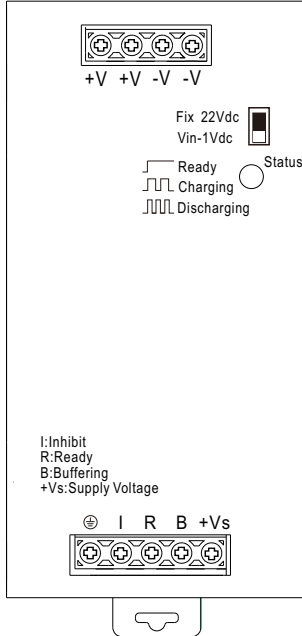 +V +V -V -V
Fix 22Vdc
Vin-1Vdc
Status
Ready
Charging
Discharging
I:Inhibit
R:Ready
B:Buffering
+Vs:Supply Voltage
I R B +Vs